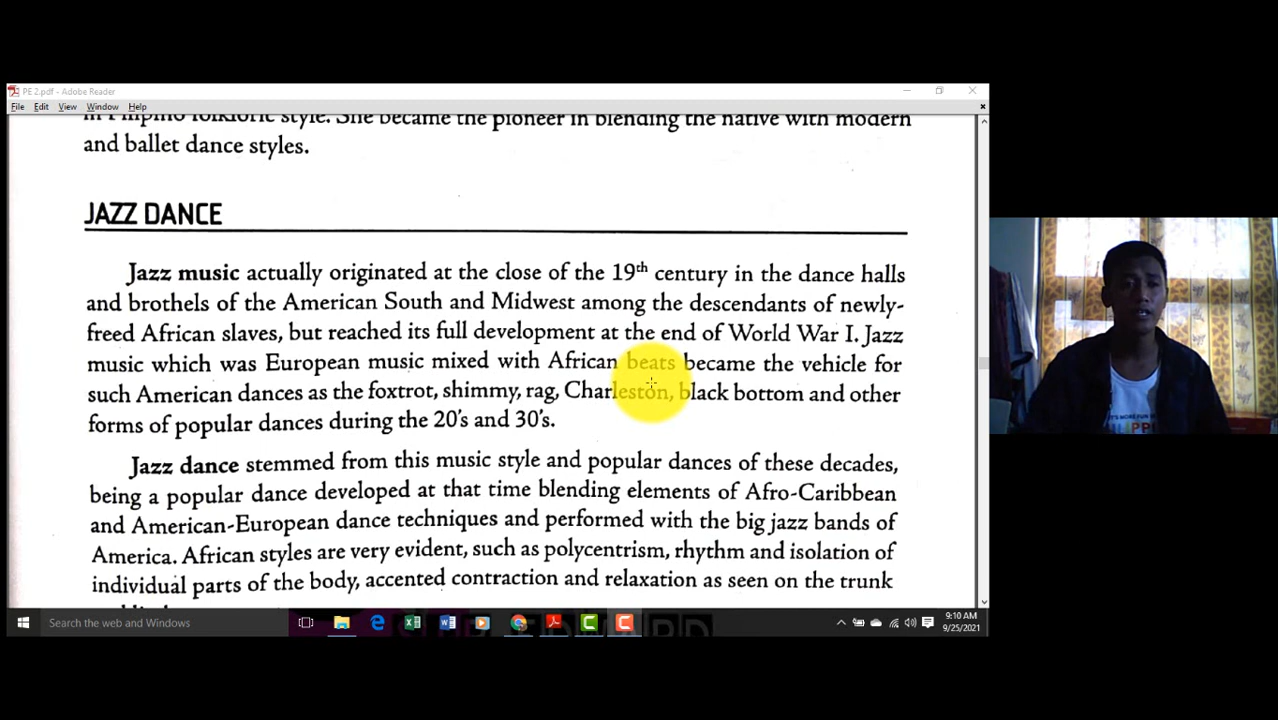 PE 2.pdf - Adobe Reader
File Edit View Window Help
in Filipino folkloric style. She became the pioneer in blending the native with modern
and ballet dance styles.
JAZZ DANCE
Jazz music actually originated at the close of the 19th century in the dance halls
and brothels of the American South and Midwest among the descendants of newly-
freed African slaves, but reached its full development at the end of World War I. Jazz
music which was European music mixed with African beats became the vehicle for
such American dances as the foxtrot, shimmy, rag, Charleston, black bottom and other
forms of popular dances during the 20's and 30's.
Jazz dance stemmed from this music style and popular dances of these decades,
being a popular dance developed at that time blending elements of Afro-Caribbean
and American-European dance techniques and performed with the big jazz bands of
America. African styles are very evident, such as polycentrism, rhythm and isolation of
individual parts of the body, accented contraction and relaxation as seen on the trunk
IT'S MORE FUN
Search the web and Windows
9:10 AM
9/25/2021